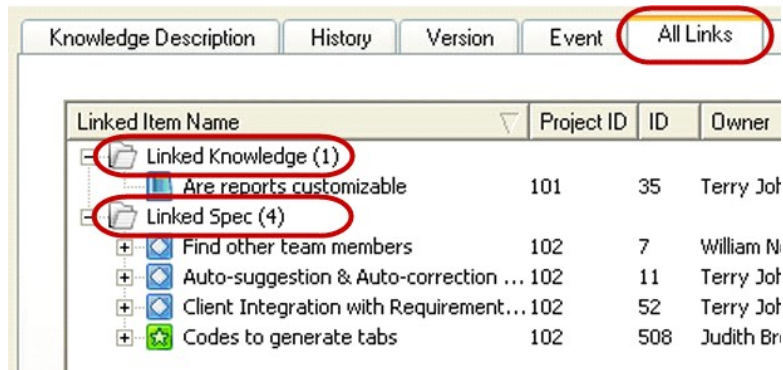 Knowledge Description History Version Event All Links
Linked Item Name Project ID ID Owner
Linked Knowledge (1)
Are reports customizable 101 35 Terry Joh
Linked Spec (4)
Find other team members 102 7 William N
Auto-suggestion & Auto-correction ... 102 11 Terry Joh
Client Integration with Requirement... 102 52 Terry Joh
Codes to generate tabs 102 508 Judith Br